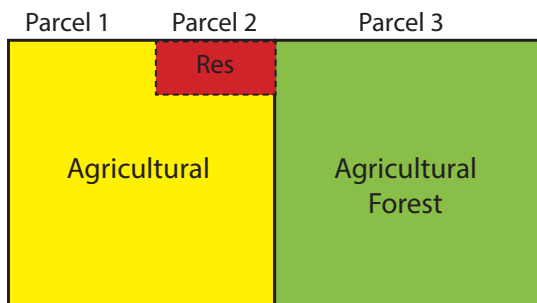 Parcel 1 Parcel 2 Parcel 3
Res
Agricultural
Agricultural
Forest